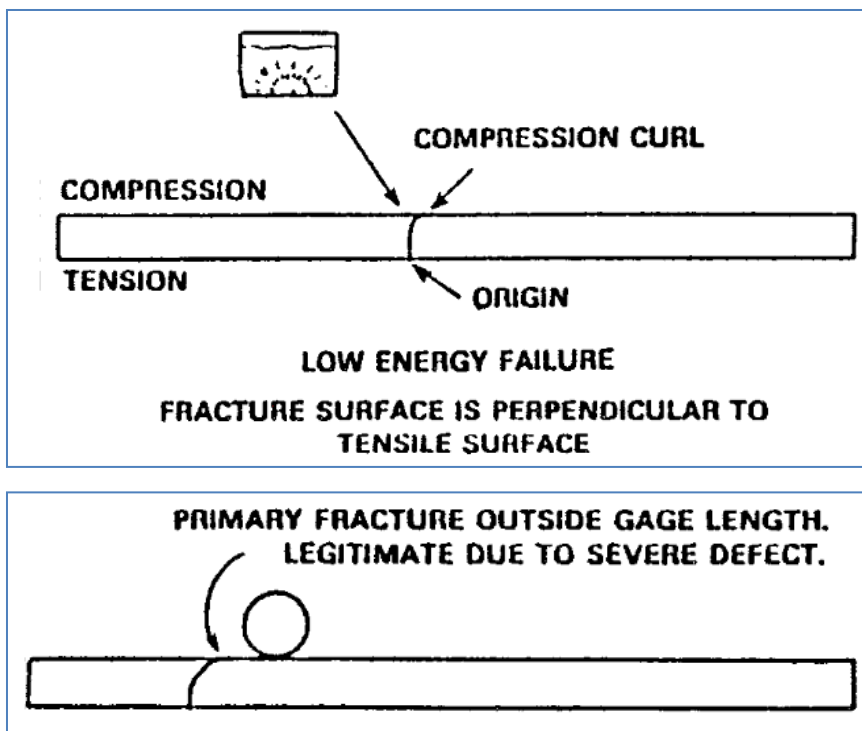 COMPRESSION CURL
COMPRESSION
TENSION
ORIGIN
LOW ENERGY FAILURE
FRACTURE SURFACE IS PERPENDICULAR TO
TENSILE SURFACE
PRIMARY FRACTURE OUTSIDE GAGE LENGTH.
LEGITIMATE DUE TO SEVERE DEFECT.